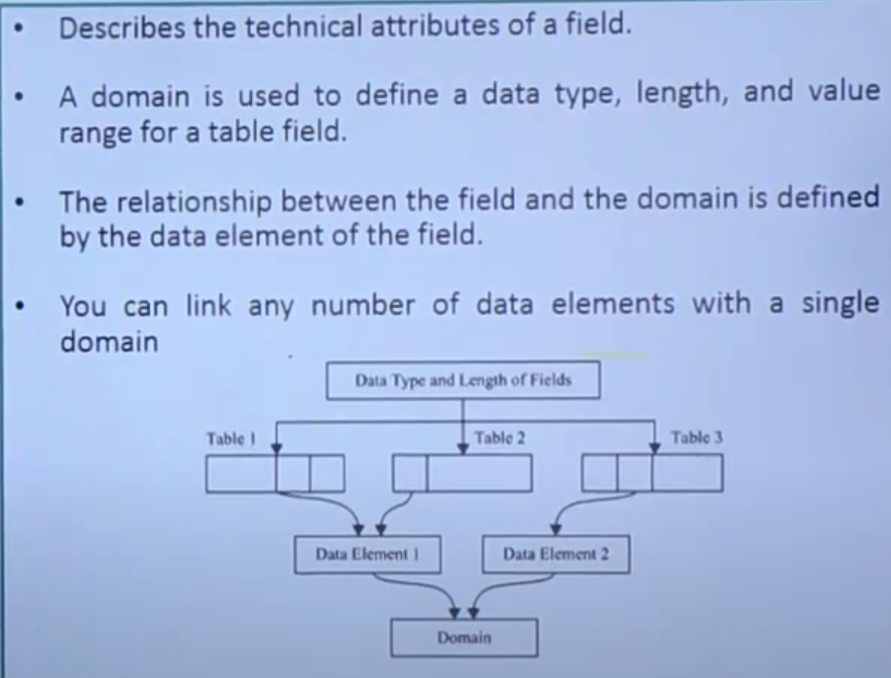 • Describes the technical attributes of a field.
• A domain is used to define a data type, length, and value
range for a table field.
• The relationship between the field and the domain is defined
by the data element of the field.
• You can link any number of data elements with a single
domain
Data Type and Length of Fields
Table 1
Table 2
Table 3
Data Element 1
Data Element 2
Domain